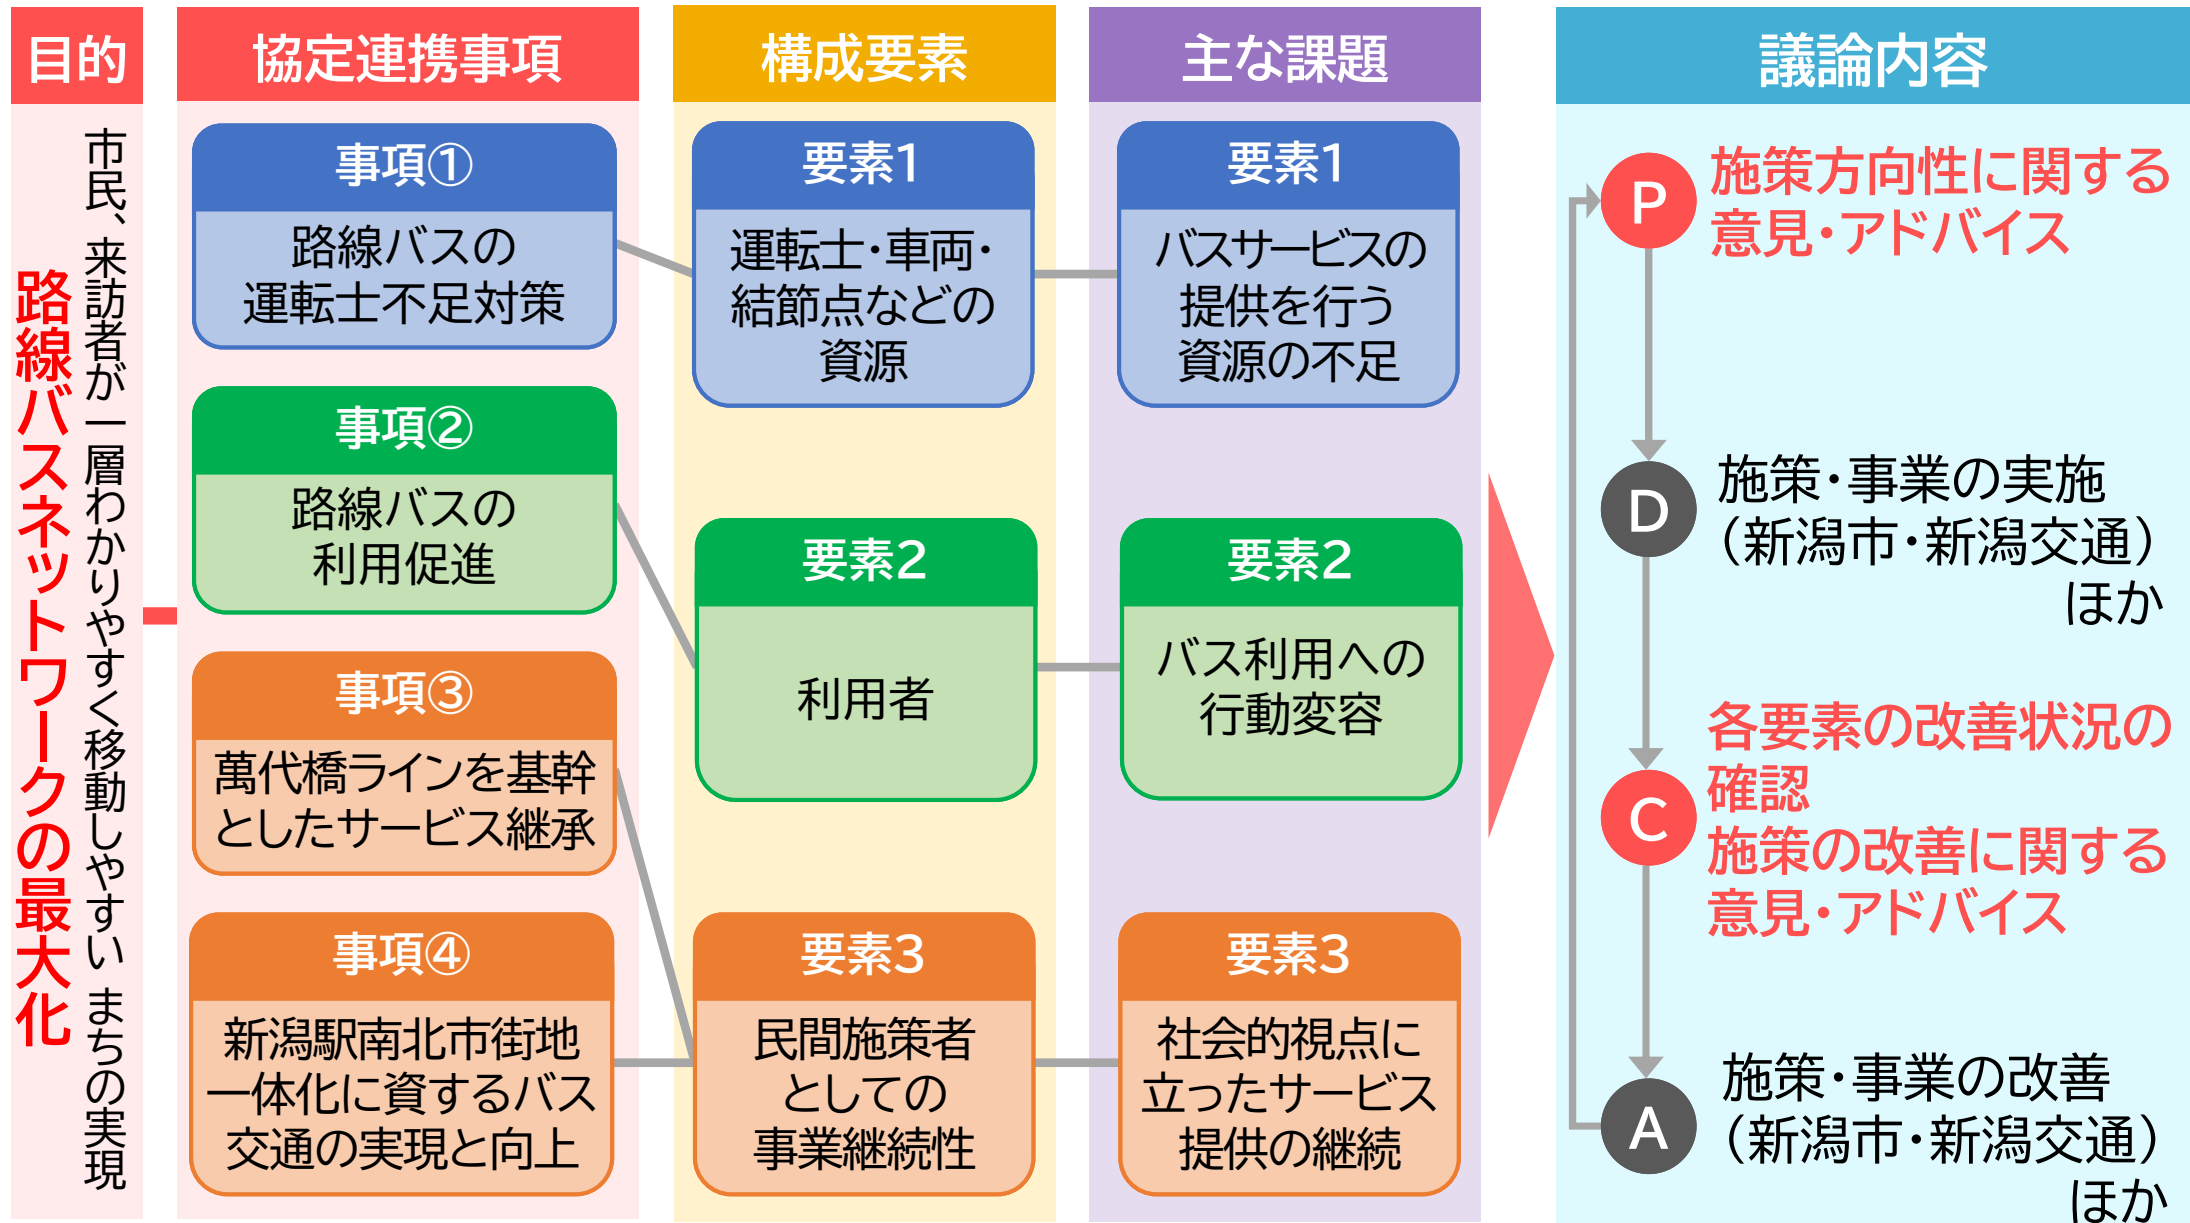 目的
市民、来訪者が一層わかりやすく移動しやすい まちの実現
路線バスネットワークの最大化
協定連携事項
事項①
路線バスの
運転士不足対策
事項②
路線バスの
利用促進
事項③
萬代橋ラインを基幹
としたサービス継承
事項④
新潟駅南北市街地
一体化に資するバス
交通の実現と向上
構成要素
要素1
運転士・車両・
結節点などの
資源
要素2
利用者
要素3
民間施策者
としての
事業継続性
主な課題
要素1
バスサービスの
提供を行う
資源の不足
要素2
バス利用への
行動変容
要素3
社会的視点に
立ったサービス
提供の継続
議論内容
P
施策方向性に関する
意見・アドバイス
D
施策・事業の実施
（新潟市・新潟交通）
ほか
C
各要素の改善状況の
確認
施策の改善に関する
意見・アドバイス
A
施策・事業の改善
（新潟市・新潟交通）
ほか